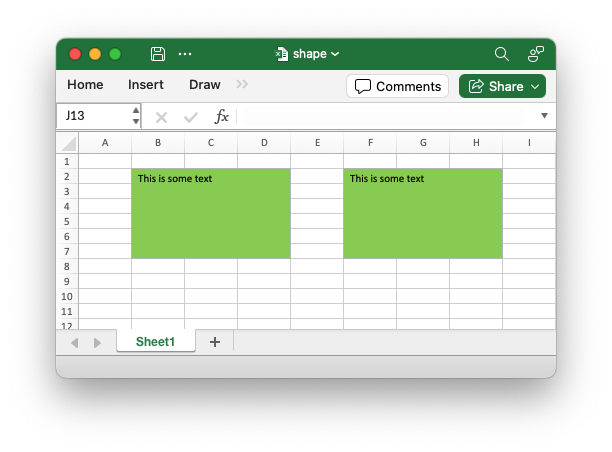 shape
Home Insert Draw Comments Share
J13 fx
A B C D E F G H I
1
2 This is some text This is some text
3
4
5
6
7
8
9
10
11
12
Sheet1